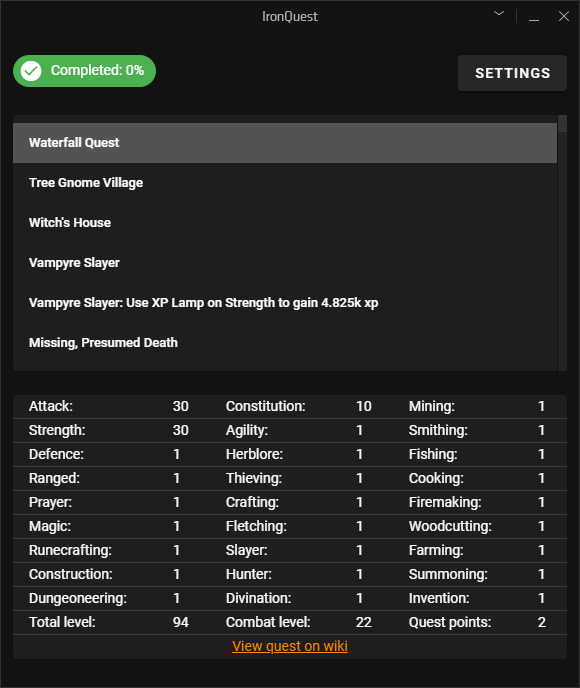 IronQuest
Completed: 0%
SETTINGS
Waterfall Quest
Tree Gnome Village
Witch's House
Vampyre Slayer
Vampyre Slayer: Use XP Lamp on Strength to gain 4.825k xp
Missing, Presumed Death
Attack: 30 Constitution: 10 Mining: 1
Strength: 30 Agility: 1 Smithing: 1
Defence: 1 Herblore: 1 Fishing: 1
Ranged: 1 Thieving: 1 Cooking: 1
Prayer: 1 Crafting: 1 Firemaking: 1
Magic: 1 Fletching: 1 Woodcutting: 1
Runecrafting: 1 Slayer: 1 Farming: 1
Construction: 1 Hunter: 1 Summoning: 1
Dungeoneering: 1 Divination: 1 Invention: 1
Total level: 94 Combat level: 22 Quest points: 2
View quest on wiki